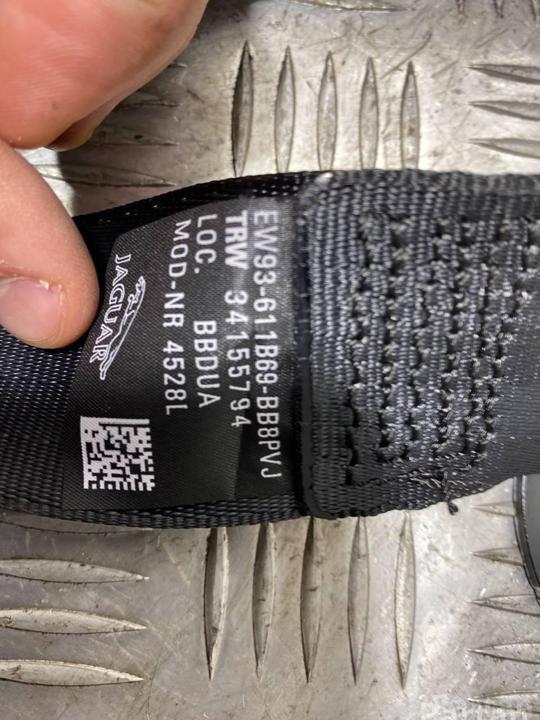 EW93-611B69-BB8PVJ
TRW 34155794
LOC. BBDUA
MOD-NR 4528L
JAGUAR